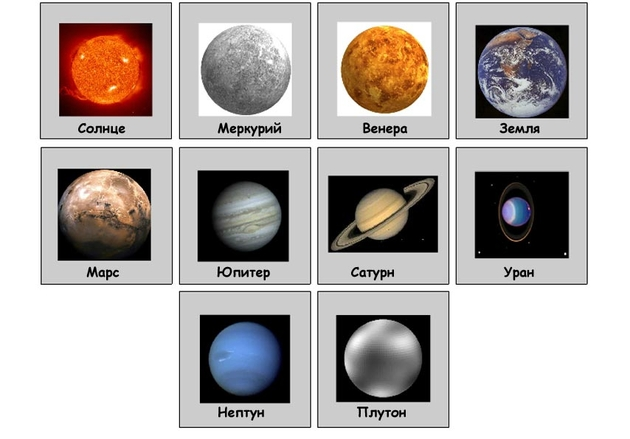 Солнце
Меркурий
Венера
Земля
Марс
Юпитер
Сатурн
Уран
Нептун
Плутон